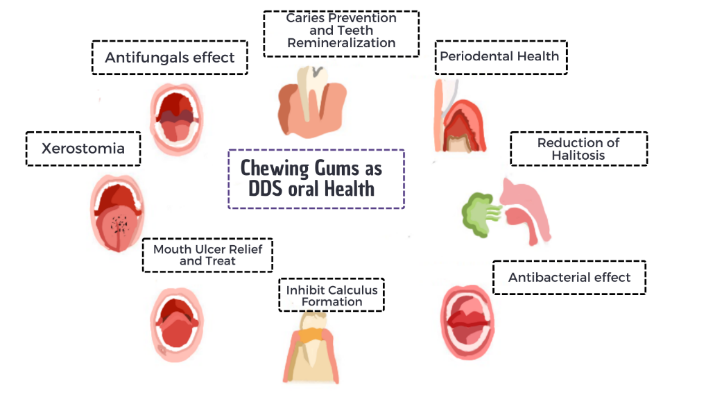 Caries Prevention
and Teeth
Remineralization
Antifungals effect
Periodental Health
Xerostomia
Reduction of
Halitosis
Chewing Gums as
DDS oral Health
Mouth Ulcer Relief
and Treat
Inhibit Calculus
Formation
Antibacterial effect